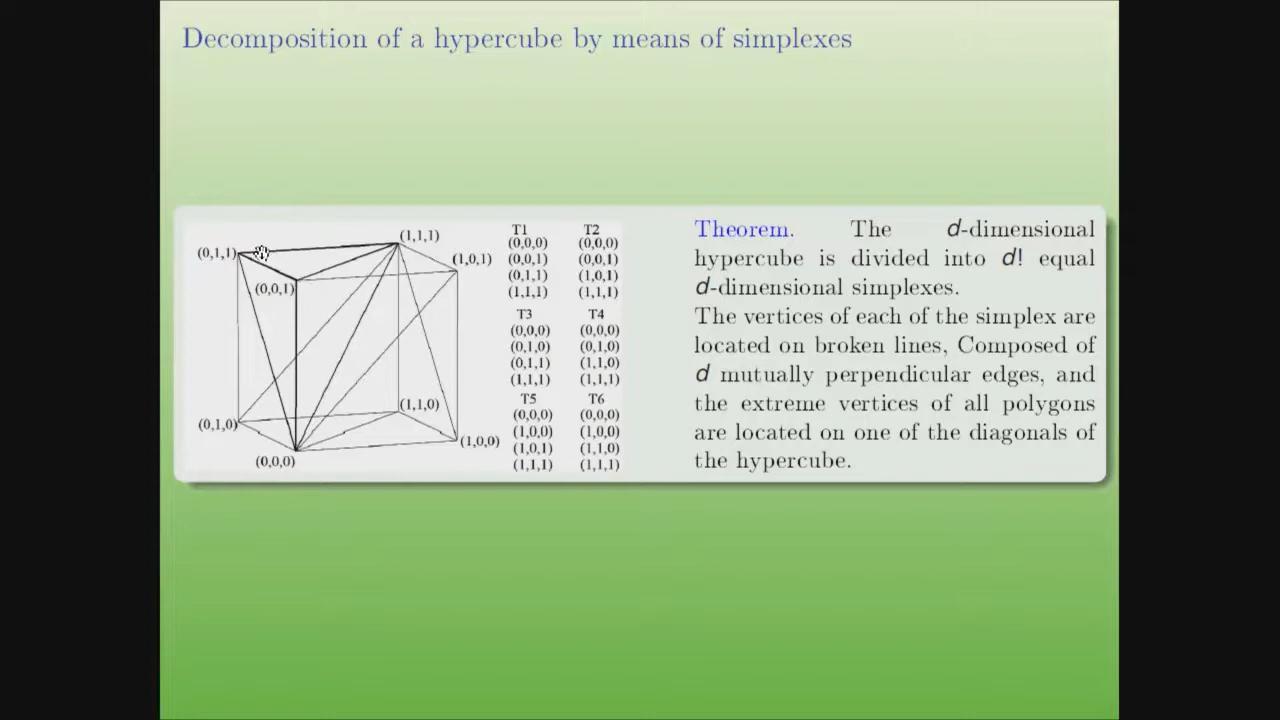 Decomposition of a hypercube by means of simplexes
(0,1,1)
(1,1,1)
(1,0,1)
(0,0,1)
(0,1,0)
(1,1,0)
(1,0,0)
(0,0,0)
T1 T2
(0,0,0) (0,0,0)
(0,0,1) (0,0,1)
(0,1,1) (1,0,1)
(1,1,1) (1,1,1)
T3 T4
(0,0,0) (0,0,0)
(0,1,0) (0,1,0)
(0,1,1) (1,1,0)
(1,1,1) (1,1,1)
T5 T6
(0,0,0) (0,0,0)
(1,0,0) (1,0,0)
(1,0,1) (1,1,0)
(1,1,1) (1,1,1)
Theorem. The d-dimensional
hypercube is divided into d! equal
d-dimensional simplexes.
The vertices of each of the simplex are
located on broken lines, Composed of
d mutually perpendicular edges, and
the extreme vertices of all polygons
are located on one of the diagonals of
the hypercube.